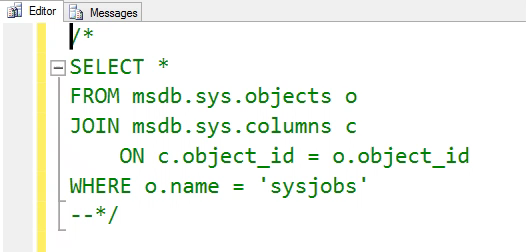 Editor Messages
/*
SELECT *
FROM msdb.sys.objects o
JOIN msdb.sys.columns c
    ON c.object_id = o.object_id
WHERE o.name = 'sysjobs'
--*/